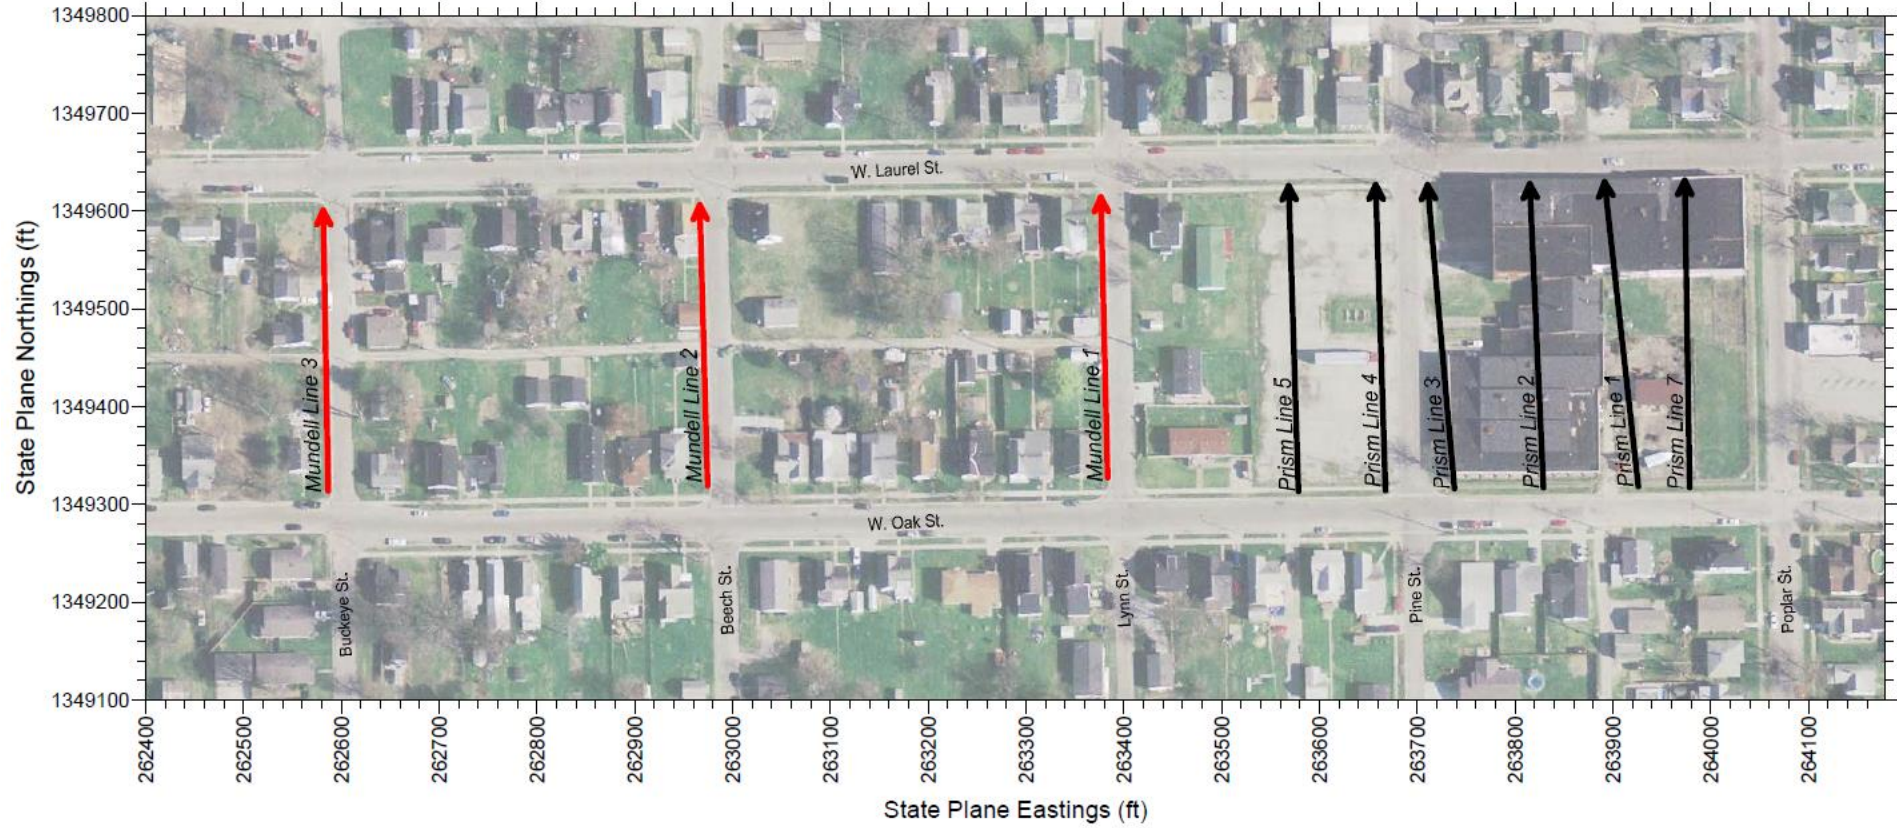 1349800
1349700
1349600
1349500
1349400
1349300
1349200
1349100
State Plane Northings (ft)
W. Laurel St.
Mundell Line 3
Mundell Line 2
Mundell Line 1
Prism Line 5
Prism Line 4
Prism Line 3
Prism Line 2
Prism Line 1
Prism Line 7
W. Oak St.
Buckeye St.
Beech St.
Lynn St.
Pine St.
Poplar St.
262400
262500
262600
262700
262800
262900
263000
263100
263200
263300
263400
263500
263600
263700
263800
263900
264000
264100
State Plane Eastings (ft)